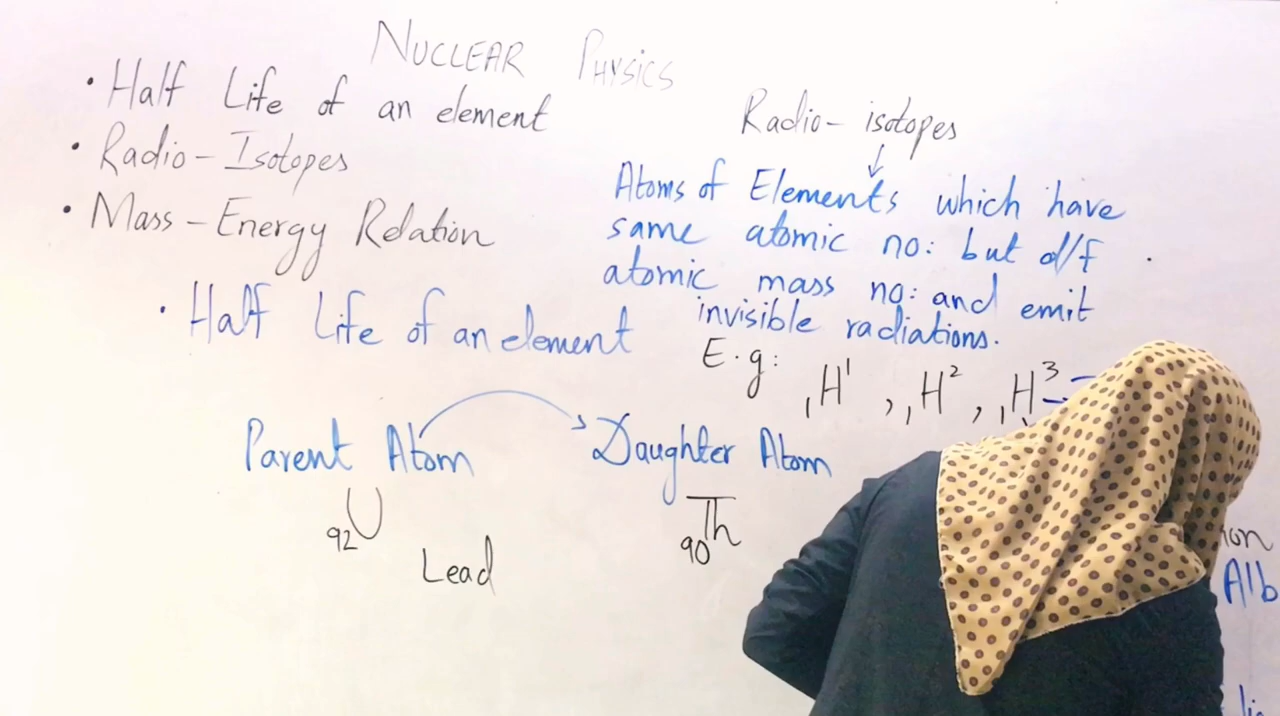 NUCLEAR PHYSICS
• Half Life of an element
• Radio-Isotopes
• Mass-Energy Relation
• Half Life of an element
Parent Atom Daughter Atom
92U 90Th
Lead
Radio-isotopes
↓
Atoms of Elements which have
same atomic no: but d/f
atomic mass no: and emit
invisible radiations.
E.g:
₁H¹, ₁H², ₁H³
Alb